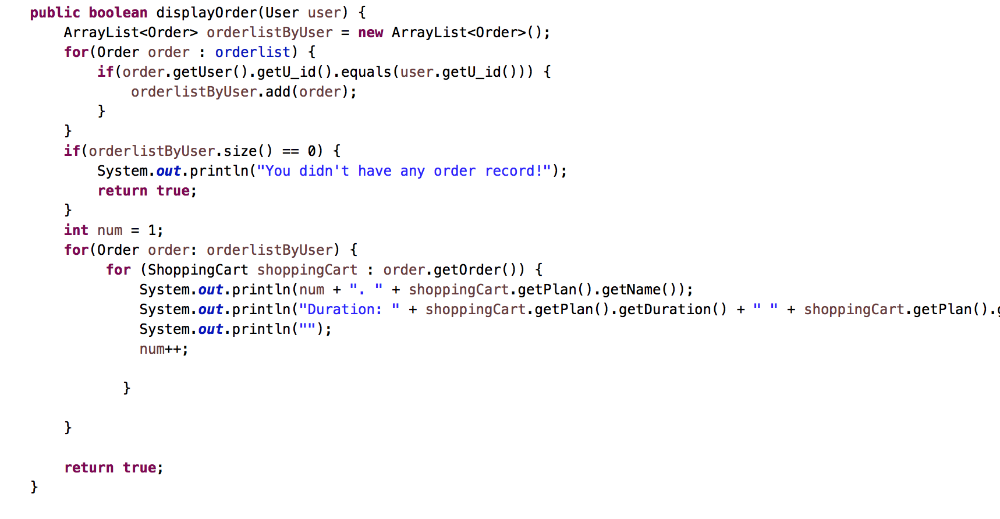 public boolean displayOrder(User user) {
ArrayList<Order> orderlistByUser = new ArrayList<Order>();
for(Order order : orderlist) {
if(order.getUser().getU_id().equals(user.getU_id())) {
orderlistByUser.add(order);
}
}
if(orderlistByUser.size() == 0) {
System.out.println("You didn't have any order record!");
return true;
}
int num = 1;
for(Order order: orderlistByUser) {
for (ShoppingCart shoppingCart : order.getOrder()) {
System.out.println(num + ". " + shoppingCart.getPlan().getName());
System.out.println("Duration: " + shoppingCart.getPlan().getDuration() + " " + shoppingCart.getPlan().
System.out.println("");
num++;
}
}
return true;
}